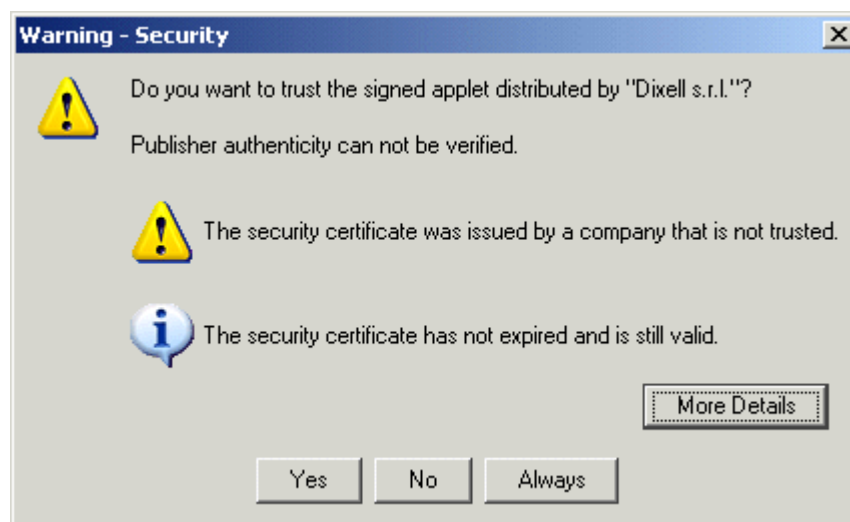 Warning - Security
Do you want to trust the signed applet distributed by "Dixell s.r.l."?
Publisher authenticity can not be verified.
The security certificate was issued by a company that is not trusted.
The security certificate has not expired and is still valid.
More Details
Yes No Always